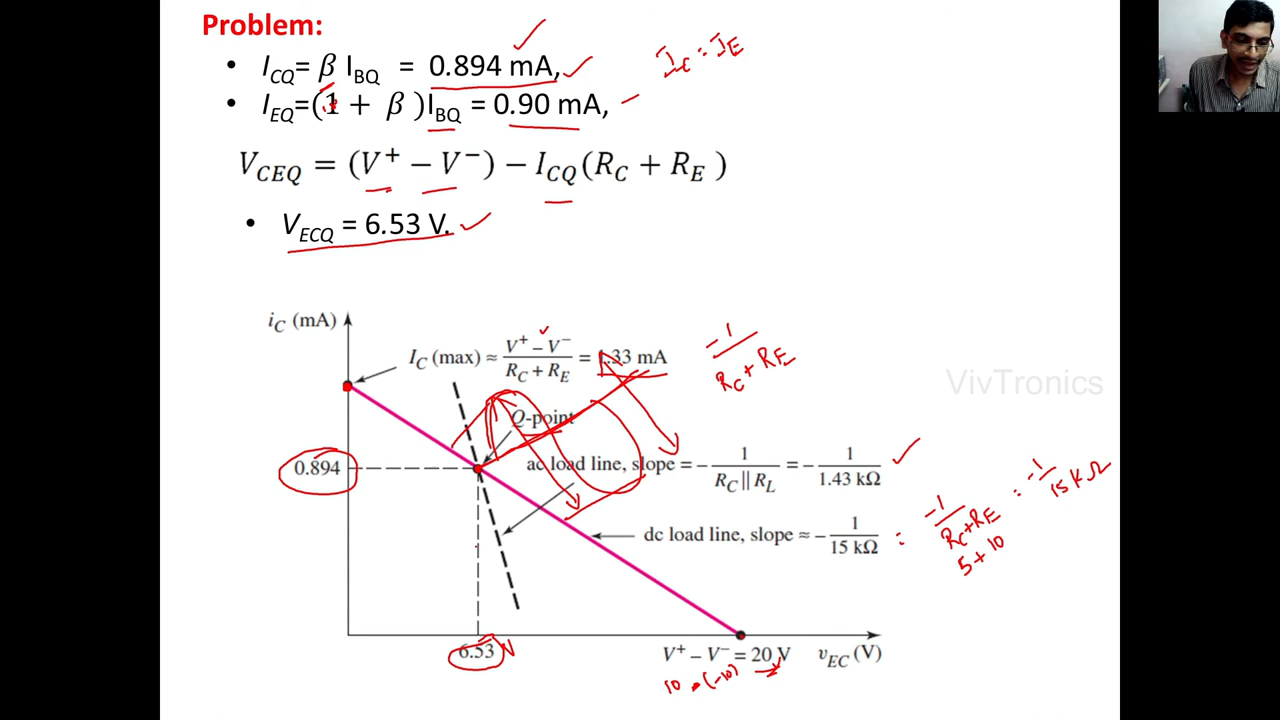 Problem:
• I_CQ= β I_BQ = 0.894 mA,
I_C = I_E
• I_EQ=(1 + β )I_BQ = 0.90 mA,
V_CEQ = (V⁺ − V⁻) − I_CQ(R_C + R_E )
• V_ECQ = 6.53 V.
i_C (mA)
I_C (max) ≈ (V⁺ − V⁻)/(R_C + R_E) = 1.33 mA
-1/(R_C + R_E)
Q-point
VivTronics
0.894
ac load line, slope = − 1/(R_C||R_L) = − 1/1.43 kΩ
dc load line, slope ≈ − 1/15 kΩ = -1/(R_C+R_E) = -1/15 kΩ
5+10
6.53 V
V⁺ − V⁻ = 20 V
v_EC (V)
10 - (-10)